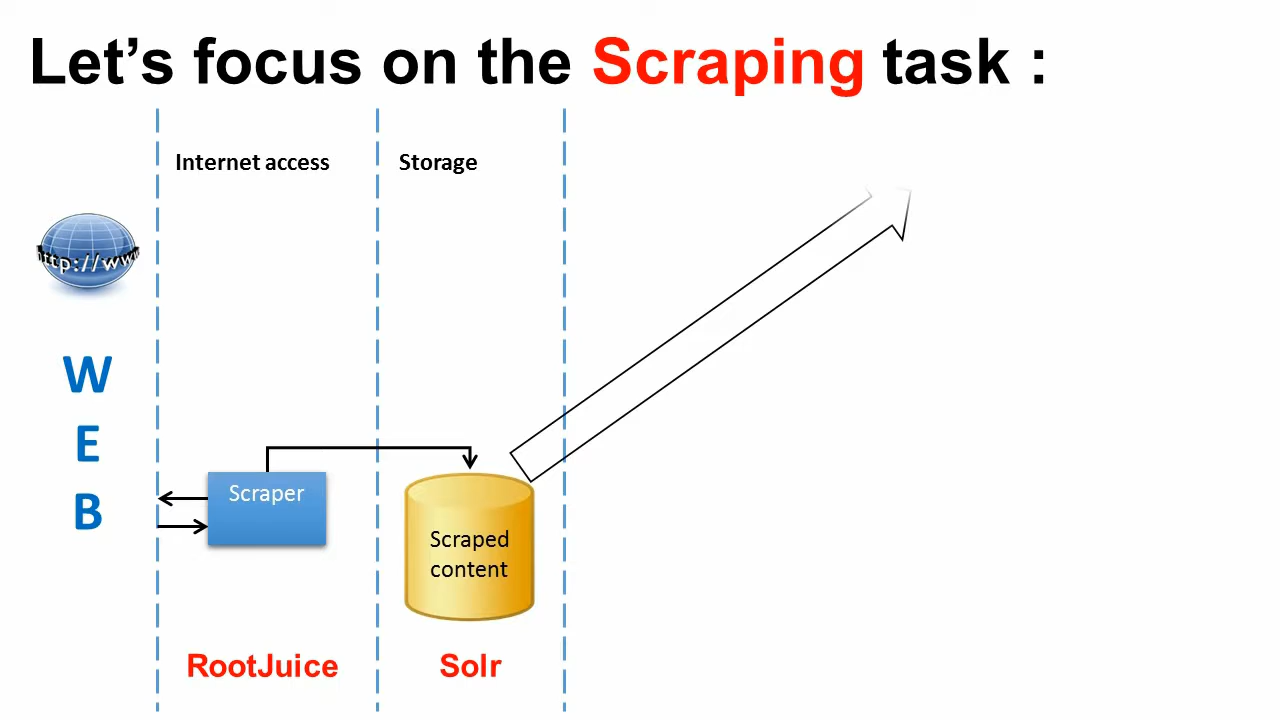 Let’s focus on the Scraping task :
Internet access
Storage
http://www
W
E
B
Scraper
Scraped
content
RootJuice
Solr